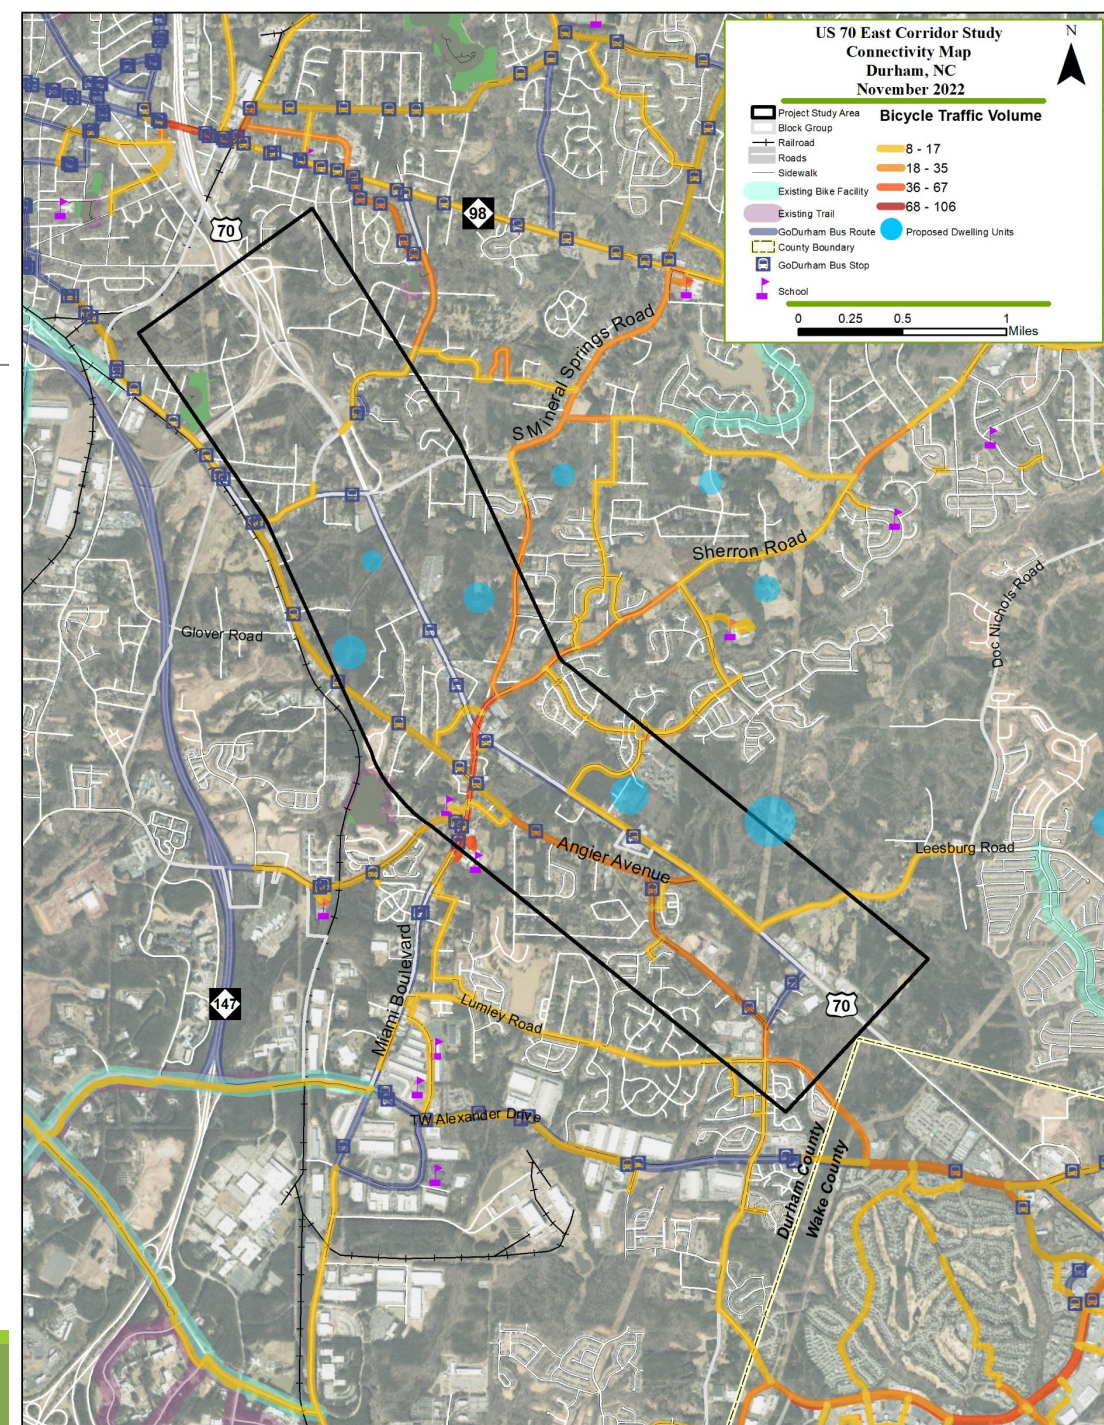 US 70 East Corridor Study
Connectivity Map
Durham, NC
November 2022
N
Project Study Area
Block Group
Railroad
Roads
Sidewalk
Existing Bike Facility
Existing Trail
GoDurham Bus Route
County Boundary
GoDurham Bus Stop
School
Bicycle Traffic Volume
8 - 17
18 - 35
36 - 67
68 - 106
Proposed Dwelling Units
0 0.25 0.5 1
Miles
98
70
S Mineral Springs Road
Sherron Road
Doc Nichols Road
Glover Road
Angier Avenue
Leesburg Road
Miami Boulevard
Lumley Road
147
70
TW Alexander Drive
Durham County
Wake County